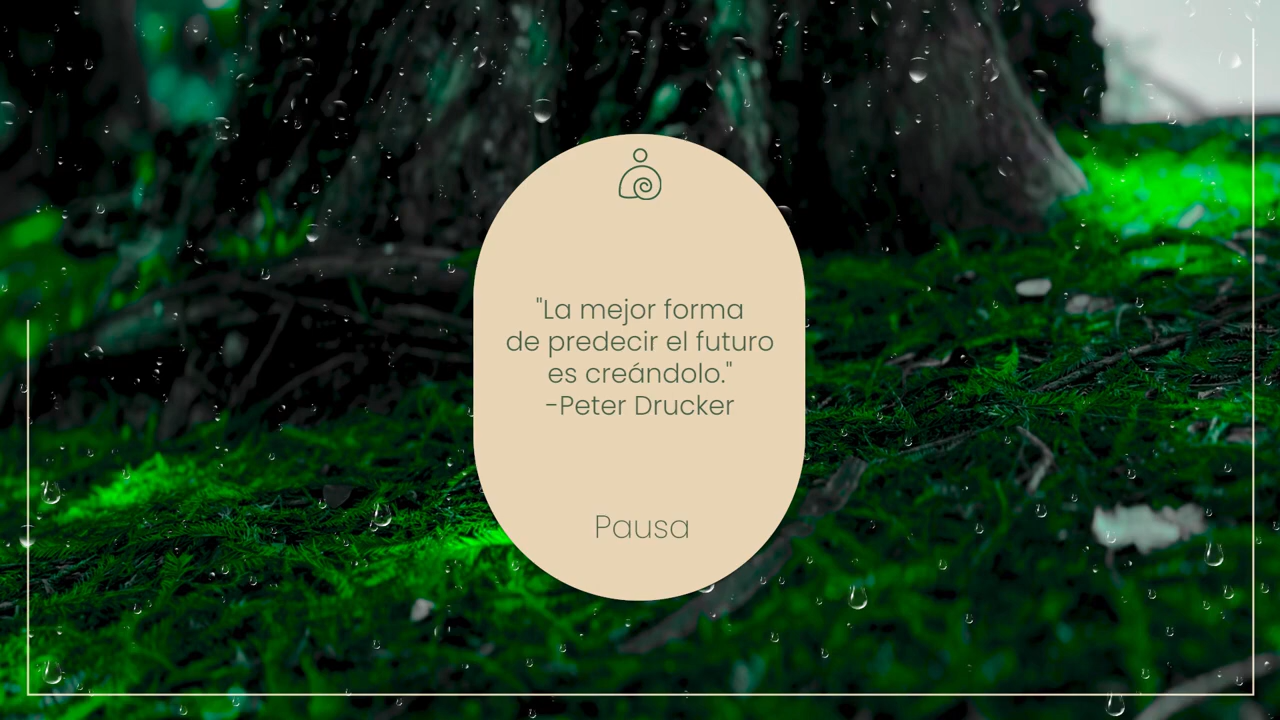 "La mejor forma
de predecir el futuro
es creándolo."
-Peter Drucker
Pausa